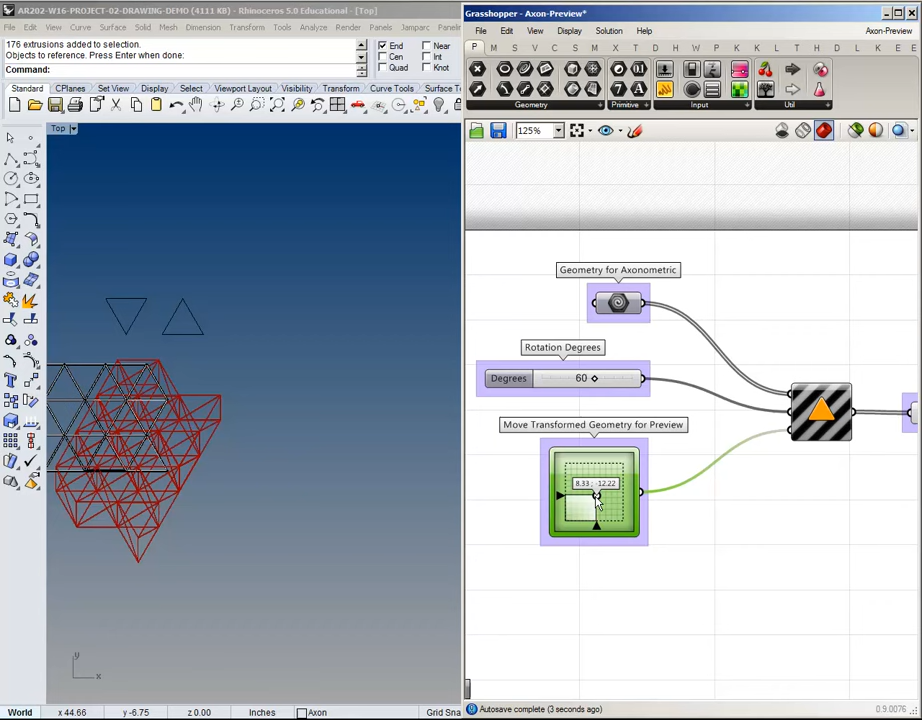 AR202-W16-PROJECT-02-DRAWING-DEMO (4111 KB) - Rhinoceros 5.0 Educational - [Top]
File Edit View Curve Surface Solid Mesh Dimension Transform Tools Analyze Render Jamparc Paneling
176 extrusions added to selection.
Objects to reference. Press Enter when done:
Command:
End
Near
Cen
Int
Quad
Knot
Standard CPlanes Set View Display Select Viewport Layout Visibility Transform Curve Tools Surface T
Top
y
x
World x 44.66 y -6.75 z 0.00 Inches Axon Grid Sna
Grasshopper - Axon-Preview*
File Edit View Display Solution Help Axon-Preview
P M S V C S M I T D W L H K K K L M T H U
Geometry
Primitive
Input
Util
125%
Geometry for Axonometric
Rotation Degrees
Degrees
60
Move Transformed Geometry for Preview
8.33 ; -12.22
Autosave complete (3 seconds ago)
0.9.0076